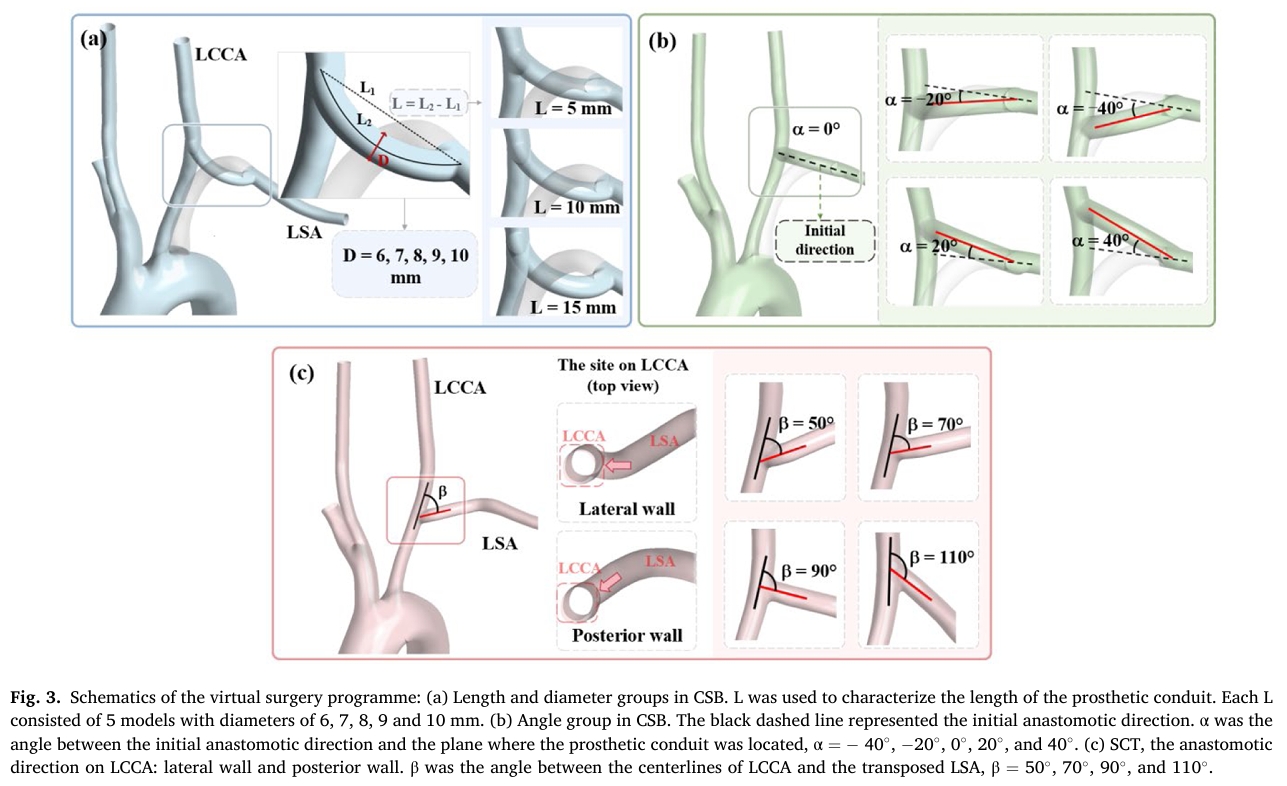 (a)
LCCA
L₁
L = L₂ - L₁
L₂
D
LSA
D = 6, 7, 8, 9, 10
mm
L = 5 mm
L = 10 mm
L = 15 mm
(b)
α = 0°
Initial
direction
α = -20°
α = -40°
α = 20°
α = 40°
(c)
LCCA
β
LSA
The site on LCCA
(top view)
LCCA
LSA
Lateral wall
LCCA
LSA
Posterior wall
β = 50°
β = 70°
β = 90°
β = 110°
Fig. 3. Schematics of the virtual surgery programme: (a) Length and diameter groups in CSB. L was used to characterize the length of the prosthetic conduit. Each L
consisted of 5 models with diameters of 6, 7, 8, 9 and 10 mm. (b) Angle group in CSB. The black dashed line represented the initial anastomotic direction. α was the
angle between the initial anastomotic direction and the plane where the prosthetic conduit was located, α = − 40°, −20°, 0°, 20°, and 40°. (c) SCT, the anastomotic
direction on LCCA: lateral wall and posterior wall. β was the angle between the centerlines of LCCA and the transposed LSA, β = 50°, 70°, 90°, and 110°.